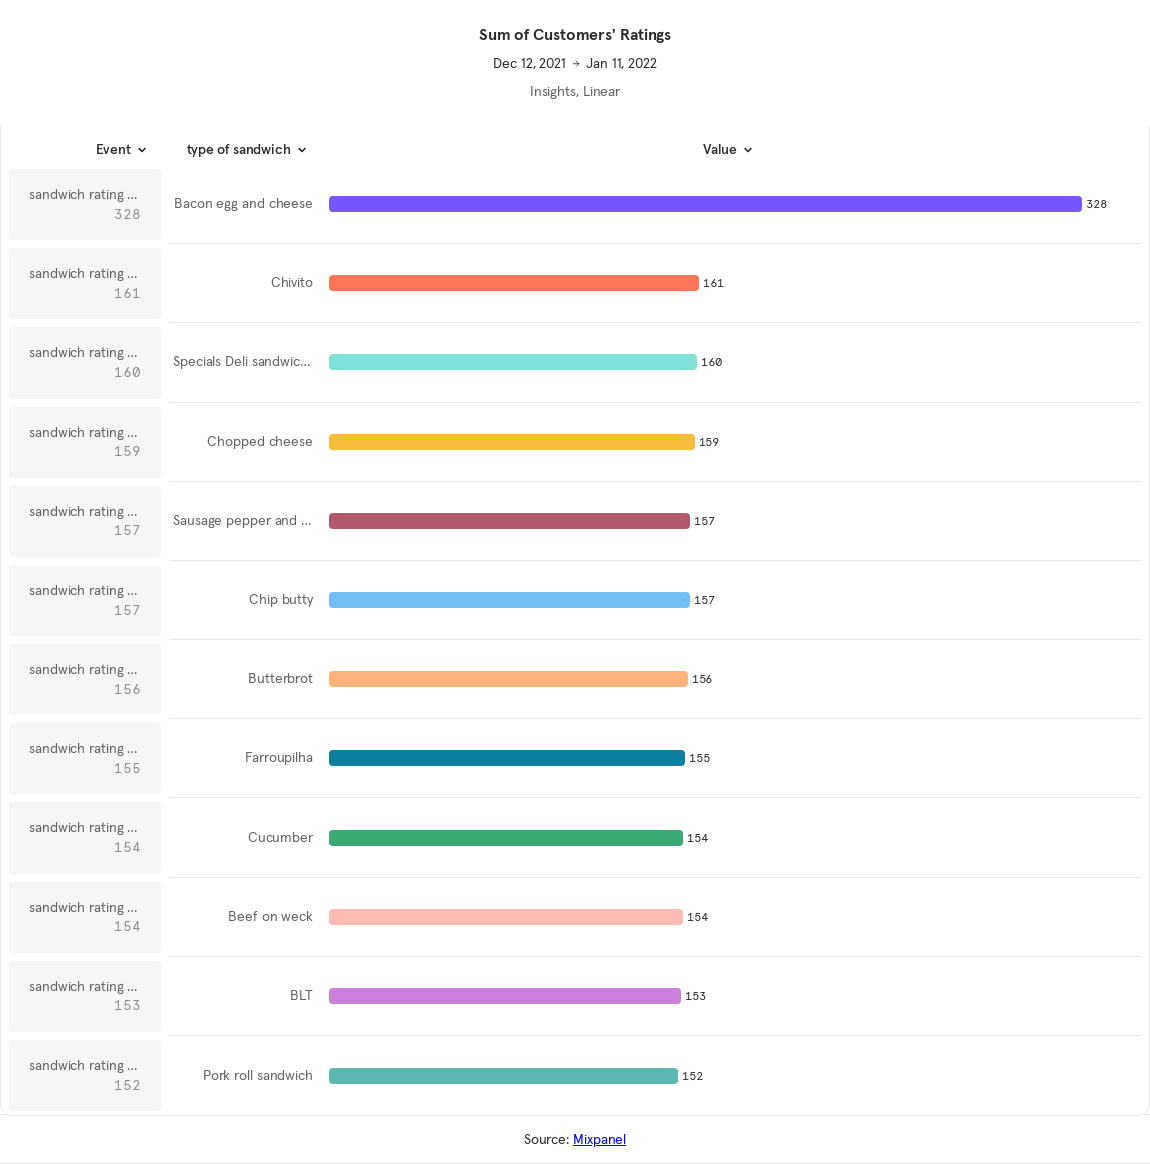 Sum of Customers' Ratings
Dec 12, 2021 → Jan 11, 2022
Insights, Linear
Event type of sandwich Value
sandwich rating ...
328
Bacon egg and cheese 328
sandwich rating ...
161
Chivito 161
sandwich rating ...
160
Specials Deli sandwic... 160
sandwich rating ...
159
Chopped cheese 159
sandwich rating ...
157
Sausage pepper and ... 157
sandwich rating ...
157
Chip butty 157
sandwich rating ...
156
Butterbrot 156
sandwich rating ...
155
Farroupilha 155
sandwich rating ...
154
Cucumber 154
sandwich rating ...
154
Beef on weck 154
sandwich rating ...
153
BLT 153
sandwich rating ...
152
Pork roll sandwich 152
Source: Mixpanel